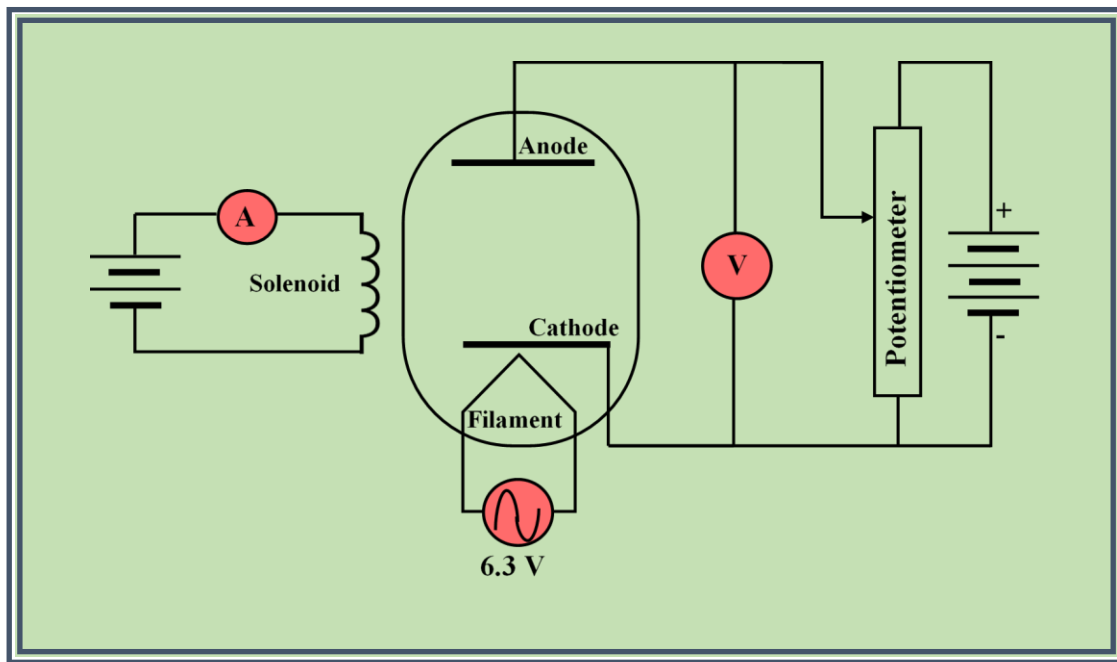 Anode
A
Solenoid
V
Potentiometer
+
-
Cathode
Filament
6.3 V